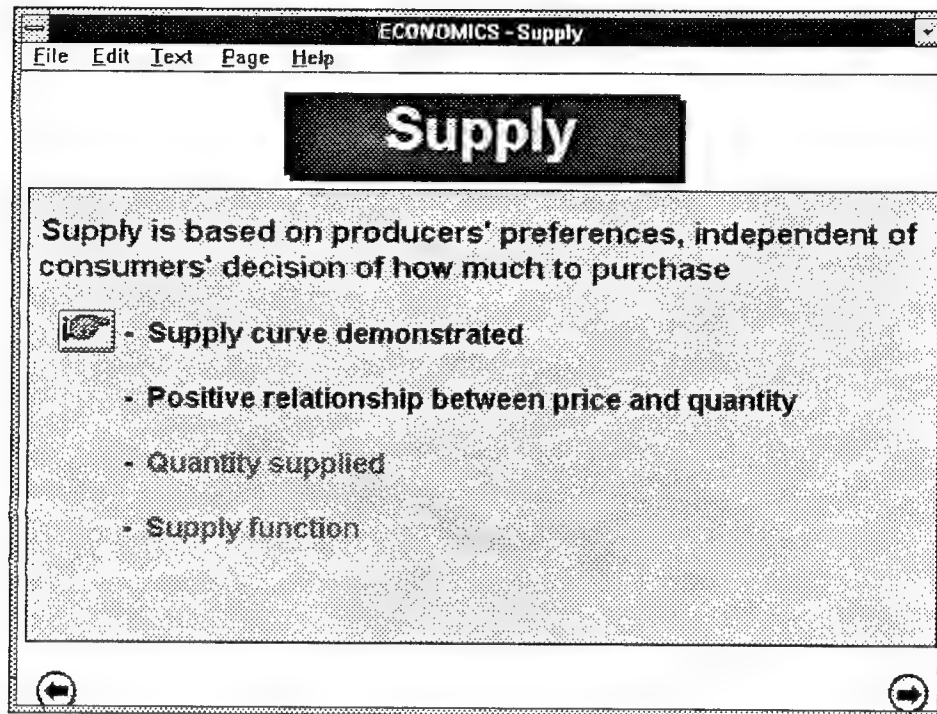 ECONOMICS - Supply
File Edit Text Page Help
Supply
Supply is based on producers' preferences, independent of
consumers' decision of how much to purchase
- Supply curve demonstrated
- Positive relationship between price and quantity
- Quantity supplied
- Supply function